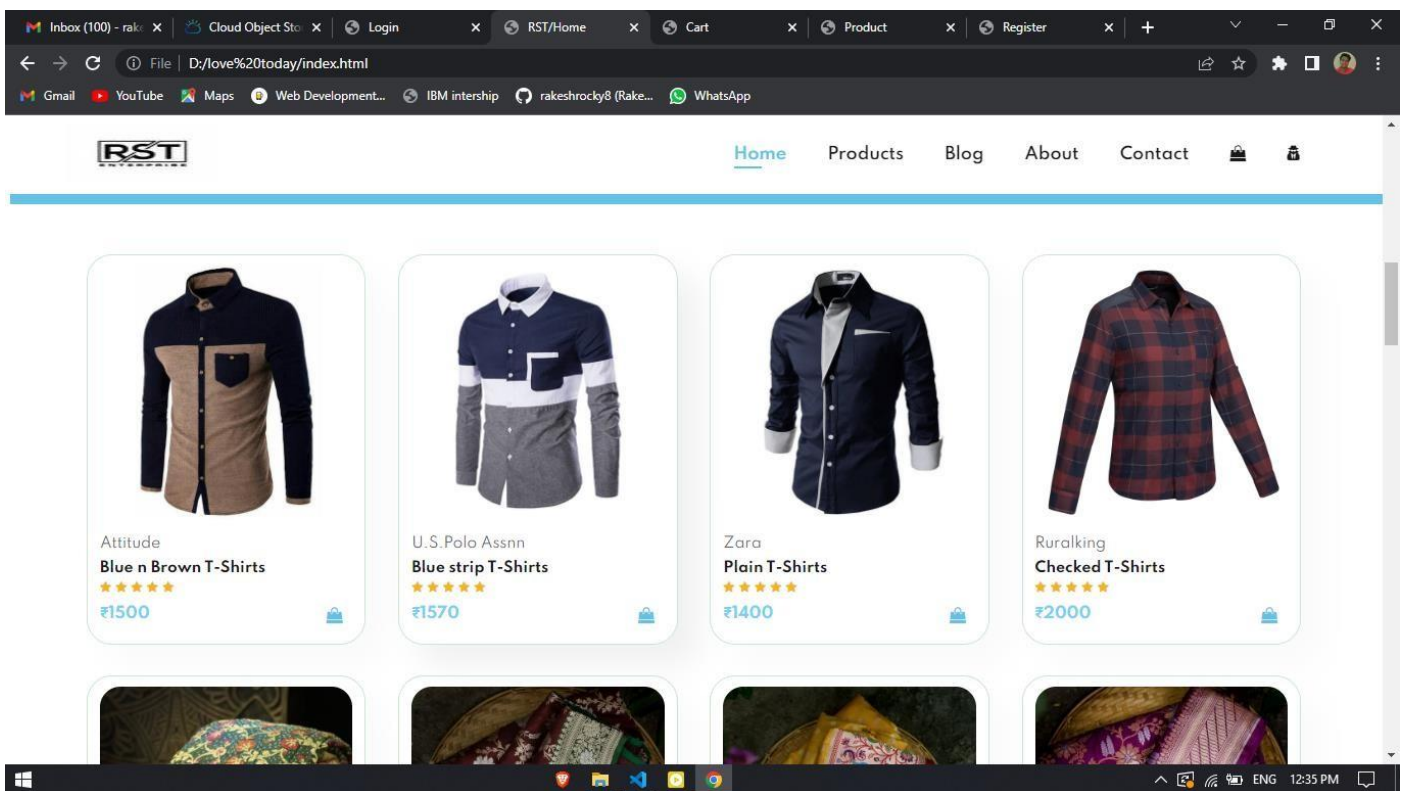 Inbox (100) - rake
Cloud Object Sto
Login
RST/Home
Cart
Product
Register
File D:/love%20today/index.html
Gmail
YouTube
Maps
Web Development...
IBM intership
rakeshrocky8 (Rake...
WhatsApp
RST
ENTERPRISE
Home
Products
Blog
About
Contact
Attitude
Blue n Brown T-Shirts
₹1500
U.S.Polo Assnn
Blue strip T-Shirts
₹1570
Zara
Plain T-Shirts
₹1400
Ruralking
Checked T-Shirts
₹2000
ENG 12:35 PM